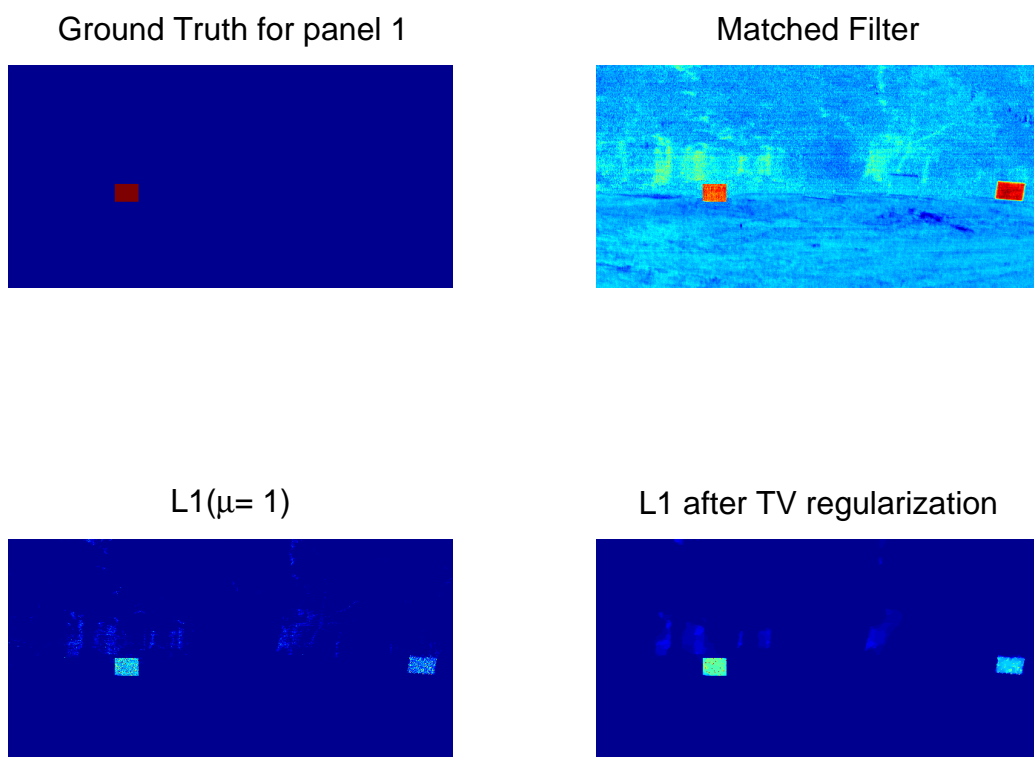 Ground Truth for panel 1
Matched Filter
L1(μ= 1)
L1 after TV regularization